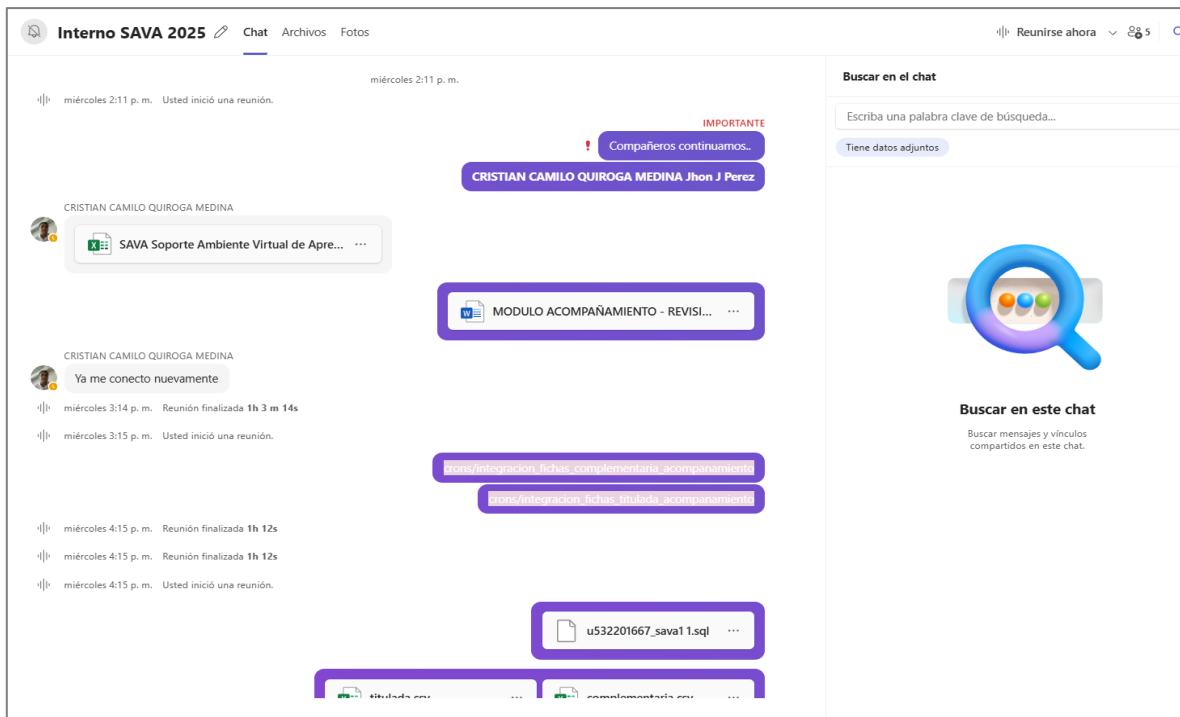 Interno SAVA 2025 Chat Archivos Fotos Reunirse ahora 5
miércoles 2:11 p. m.
miércoles 2:11 p. m. Usted inició una reunión.
IMPORTANTE
! Compañeros continuamos..
CRISTIAN CAMILO QUIROGA MEDINA Jhon J Perez
CRISTIAN CAMILO QUIROGA MEDINA
SAVA Soporte Ambiente Virtual de Apre... ...
MODULO ACOMPAÑAMIENTO - REVISI... ...
CRISTIAN CAMILO QUIROGA MEDINA
Ya me conecto nuevamente
miércoles 3:14 p. m. Reunión finalizada 1h 3 m 14s
miércoles 3:15 p. m. Usted inició una reunión.
crons/integracion_fichas_complementaria_acompanamiento
crons/integracion_fichas_titulada_acompanamiento
miércoles 4:15 p. m. Reunión finalizada 1h 12s
miércoles 4:15 p. m. Reunión finalizada 1h 12s
miércoles 4:15 p. m. Usted inició una reunión.
u532201667_sava11.sql ...
titulada.csv ... complementaria.csv ...
Buscar en el chat
Escriba una palabra clave de búsqueda...
Tiene datos adjuntos
Buscar en este chat
Buscar mensajes y vínculos
compartidos en este chat.